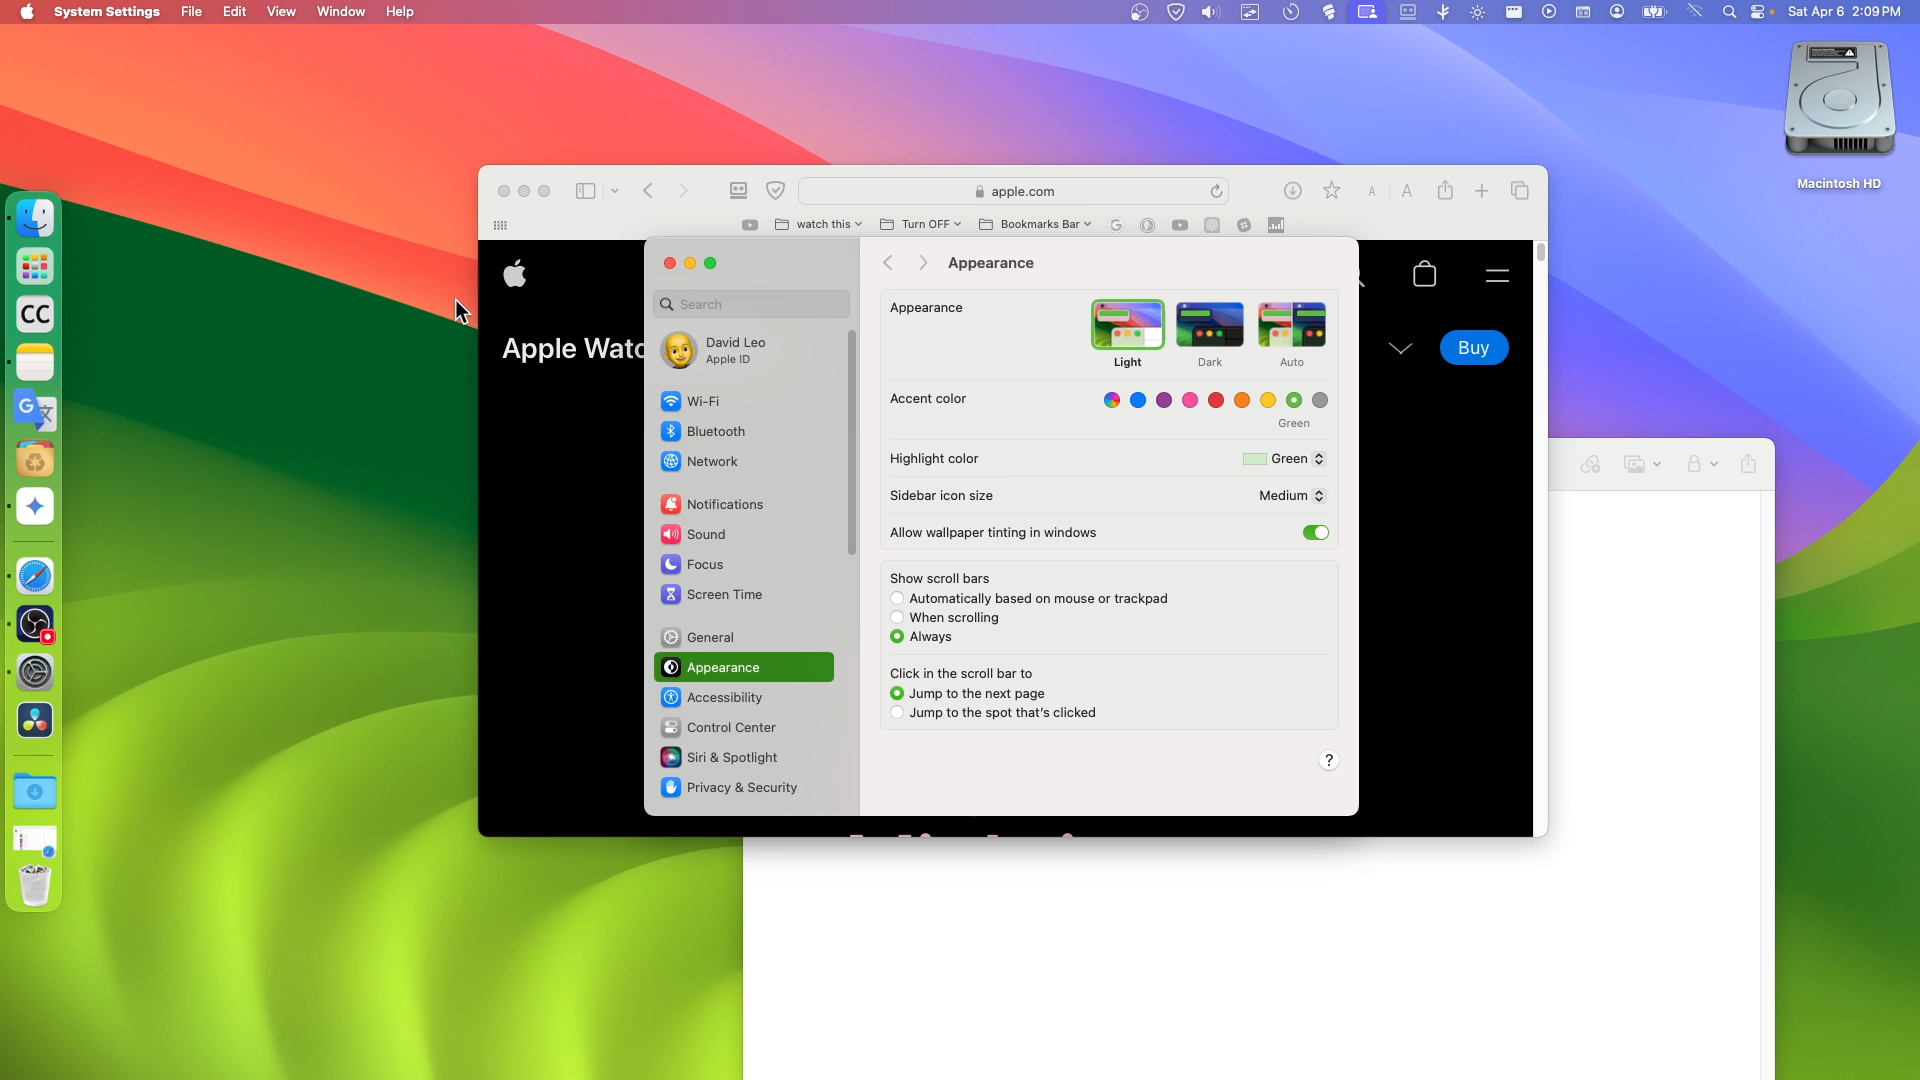 System Settings File Edit View Window Help
Sat Apr 6 2:09 PM
Macintosh HD
CC
apple.com
A A
watch this
Turn OFF
Bookmarks Bar
Apple Watc
Buy
Search
David Leo
Apple ID
Wi-Fi
Bluetooth
Network
Notifications
Sound
Focus
Screen Time
General
Appearance
Accessibility
Control Center
Siri & Spotlight
Privacy & Security
Appearance
Appearance
Light
Dark
Auto
Accent color
Green
Highlight color
Green
Sidebar icon size
Medium
Allow wallpaper tinting in windows
Show scroll bars
Automatically based on mouse or trackpad
When scrolling
Always
Click in the scroll bar to
Jump to the next page
Jump to the spot that's clicked
?